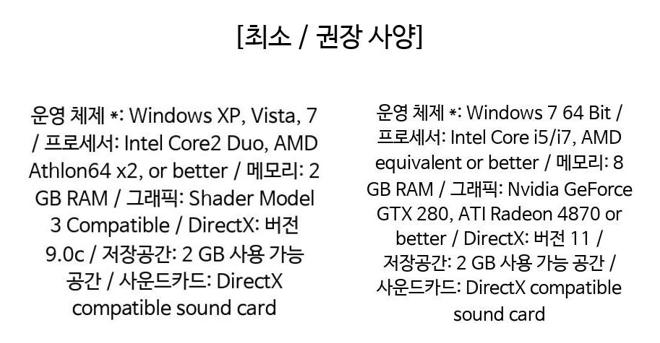 [최소 / 권장 사양]
운영 체제 *: Windows XP, Vista, 7
/ 프로세서: Intel Core2 Duo, AMD
Athlon64 x2, or better / 메모리: 2
GB RAM / 그래픽: Shader Model
3 Compatible / DirectX: 버전
9.0c / 저장공간: 2 GB 사용 가능
공간 / 사운드카드: DirectX
compatible sound card
운영 체제 *: Windows 7 64 Bit /
프로세서: Intel Core i5/i7, AMD
equivalent or better / 메모리: 8
GB RAM / 그래픽: Nvidia GeForce
GTX 280, ATI Radeon 4870 or
better / DirectX: 버전 11 /
저장공간: 2 GB 사용 가능 공간 /
사운드카드: DirectX compatible
sound card